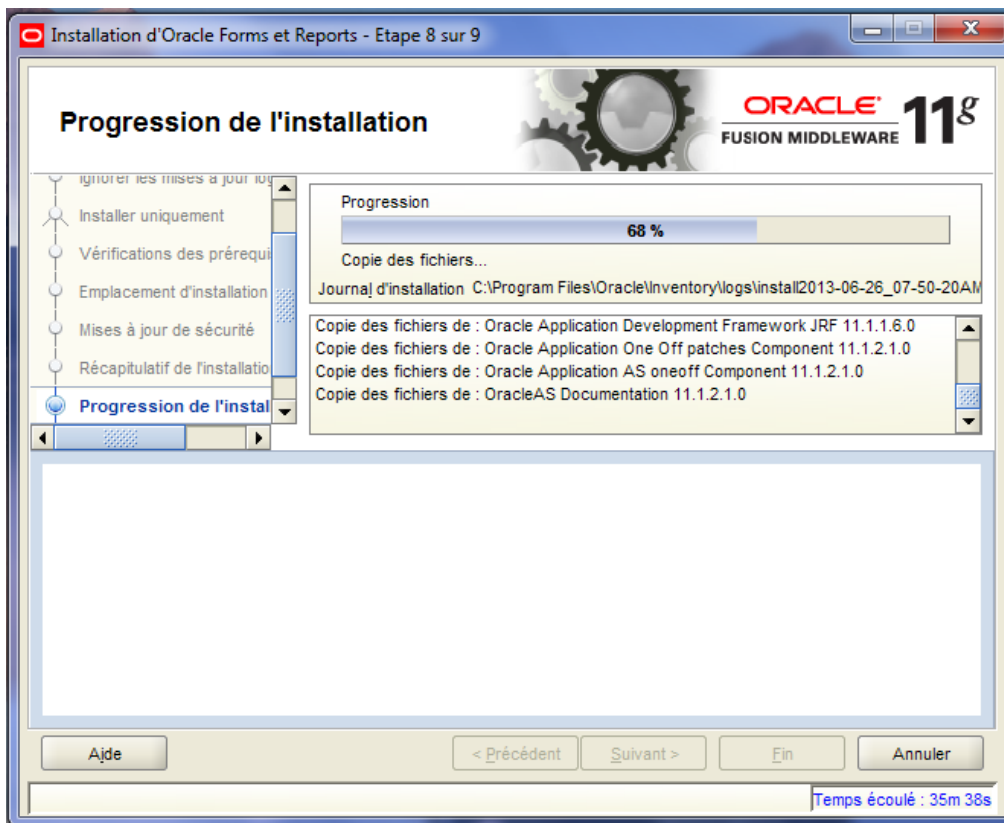 Installation d'Oracle Forms et Reports - Etape 8 sur 9
Progression de l'installation
ORACLE
FUSION MIDDLEWARE
11g
Ignorer les mises à jour log
Installer uniquement
Vérifications des prérequi
Emplacement d'installation
Mises à jour de sécurité
Récapitulatif de l'installatio
Progression de l'instal
Progression
68 %
Copie des fichiers...
Journal d'installation C:\Program Files\Oracle\Inventory\logs\install2013-06-26_07-50-20AM
Copie des fichiers de : Oracle Application Development Framework JRF 11.1.1.6.0
Copie des fichiers de : Oracle Application One Off patches Component 11.1.2.1.0
Copie des fichiers de : Oracle Application AS oneoff Component 11.1.2.1.0
Copie des fichiers de : OracleAS Documentation 11.1.2.1.0
Aide
< Précédent
Suivant >
Fin
Annuler
Temps écoulé : 35m 38s